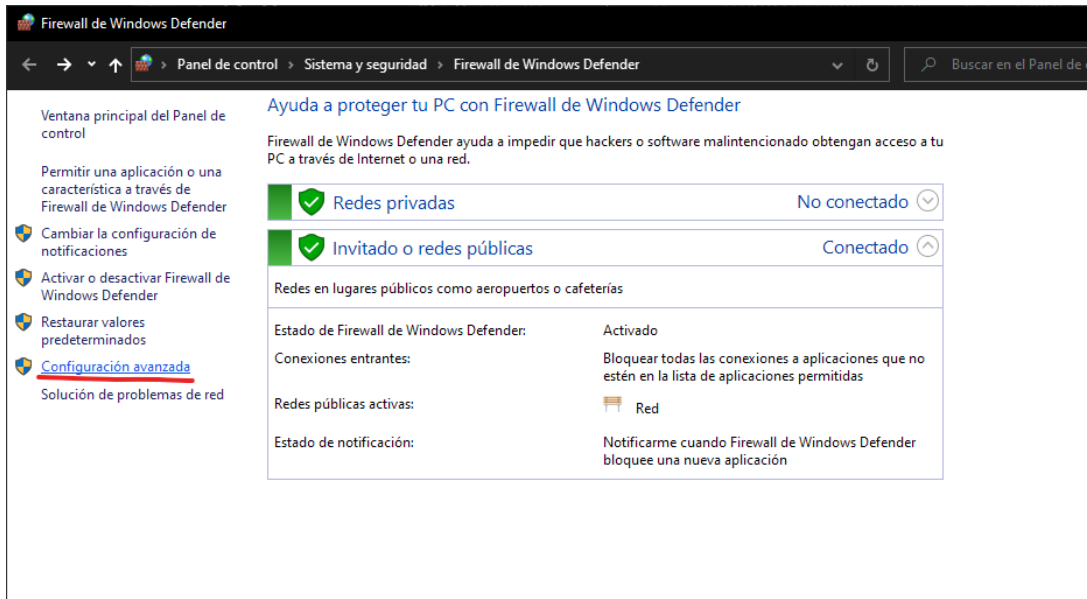 Firewall de Windows Defender
Panel de control > Sistema y seguridad > Firewall de Windows Defender
Buscar en el Panel de
Ventana principal del Panel de
control
Permitir una aplicación o una
característica a través de
Firewall de Windows Defender
Cambiar la configuración de
notificaciones
Activar o desactivar Firewall de
Windows Defender
Restaurar valores
predeterminados
Configuración avanzada
Solución de problemas de red
Ayuda a proteger tu PC con Firewall de Windows Defender
Firewall de Windows Defender ayuda a impedir que hackers o software malintencionado obtengan acceso a tu
PC a través de Internet o una red.
Redes privadas No conectado
Invitado o redes públicas Conectado
Redes en lugares públicos como aeropuertos o cafeterías
Estado de Firewall de Windows Defender: Activado
Conexiones entrantes: Bloquear todas las conexiones a aplicaciones que no
estén en la lista de aplicaciones permitidas
Redes públicas activas: Red
Estado de notificación: Notificarme cuando Firewall de Windows Defender
bloquee una nueva aplicación